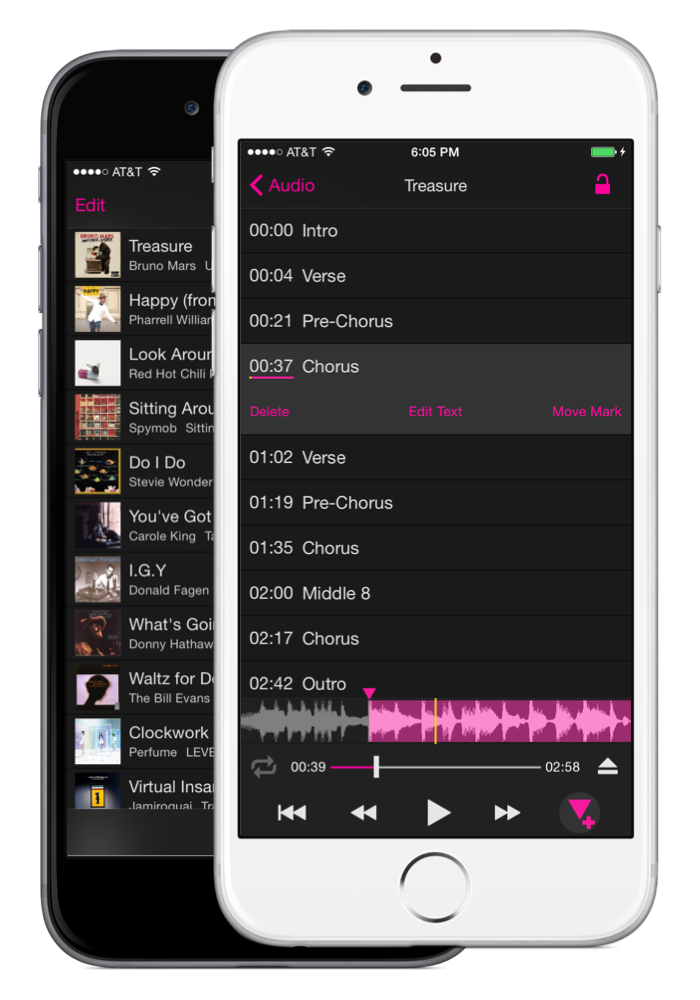 AT&T
Edit
Treasure
Bruno Mars
Happy (from
Pharrell
Look Aroun
Red Hot Chili
Sitting Arou
Spymob Sittin
Do I Do
Stevie Wonder
You've Got
Carole King
I.G.Y
Donald Fagen
What's Goi
Donny Hathaw
Waltz for De
The Bill Evans
Clockwork
Perfume LEVE
Virtual Insan
Jamiroquai
AT&T 6:05 PM
Audio Treasure
00:00 Intro
00:04 Verse
00:21 Pre-Chorus
00:37 Chorus
Delete Edit Text Move Mark
01:02 Verse
01:19 Pre-Chorus
01:35 Chorus
02:00 Middle 8
02:17 Chorus
02:42 Outro
00:39 02:58